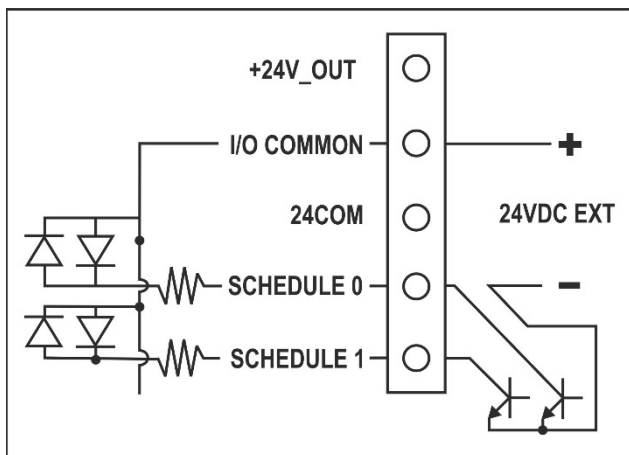 +24V_OUT
I/O COMMON
+
24COM
24VDC EXT
SCHEDULE 0
-
SCHEDULE 1